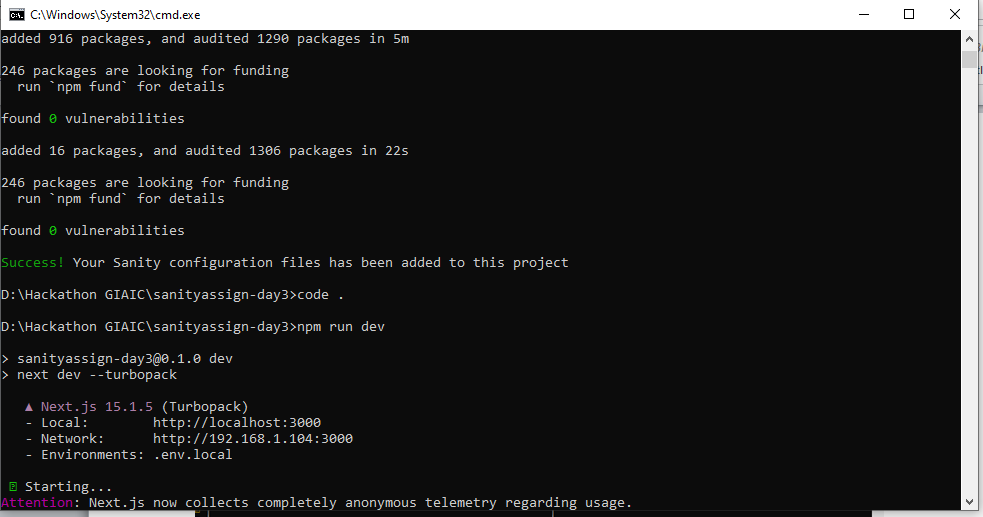 C:\Windows\System32\cmd.exe
added 916 packages, and audited 1290 packages in 5m
246 packages are looking for funding
run `npm fund` for details
found 0 vulnerabilities
added 16 packages, and audited 1306 packages in 22s
246 packages are looking for funding
run `npm fund` for details
found 0 vulnerabilities
Success! Your Sanity configuration files has been added to this project
D:\Hackathon GIAIC\sanityassign-day3>code .
D:\Hackathon GIAIC\sanityassign-day3>npm run dev
> sanityassign-day3@0.1.0 dev
> next dev --turbopack
▲ Next.js 15.1.5 (Turbopack)
- Local: http://localhost:3000
- Network: http://192.168.1.104:3000
- Environments: .env.local
Starting...
Attention: Next.js now collects completely anonymous telemetry regarding usage.